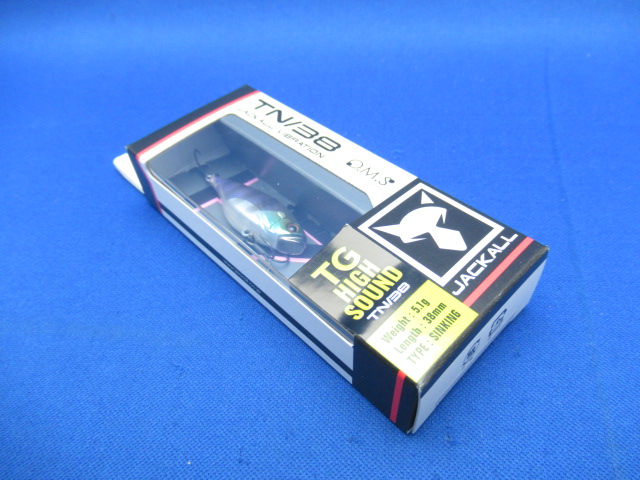 TN/38
JACKALL VIBRATION
D.M.S
JACKALL
TG
HIGH
SOUND
TN/38
Weight : 5.1g
Length : 38mm
TYPE : SINKING